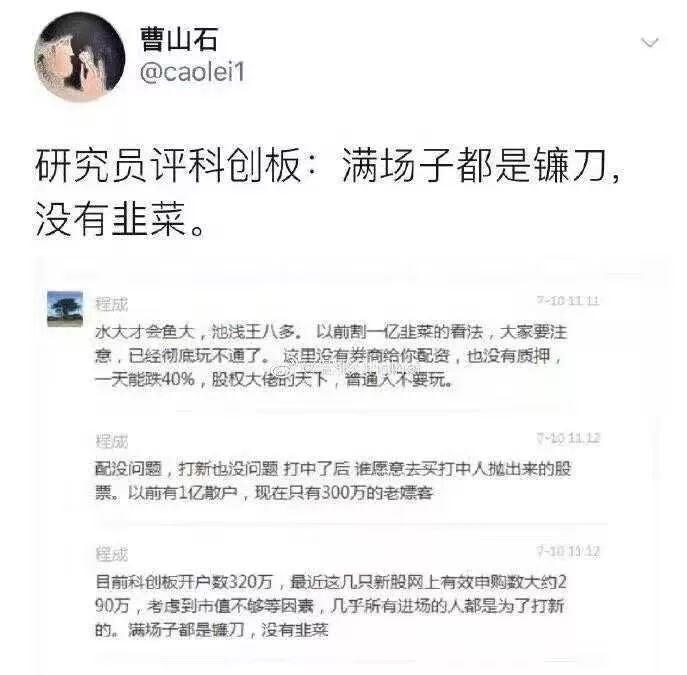 曹山石
@caolei1
研究员评科创板：满场子都是镰刀，
没有韭菜。
程成
7-10 11:11
水大才会鱼大，池浅王八多。 以前割一亿韭菜的看法，大家要注
意，已经彻底玩不通了。 这里没有券商给你配资，也没有质押，
一天能跌40%，股权大佬的天下，普通人不要玩。
程成
7-10 11:12
配没问题，打新也没问题 打中了后 谁愿意去买打中人抛出来的股
票。以前有1亿散户，现在只有300万的老嫖客
程成
7-10 11:12
目前科创板开户数320万，最近这几只新股网上有效申购数大约2
90万，考虑到市值不够等因素，几乎所有进场的人都是为了打新
的。满场子都是镰刀，没有韭菜